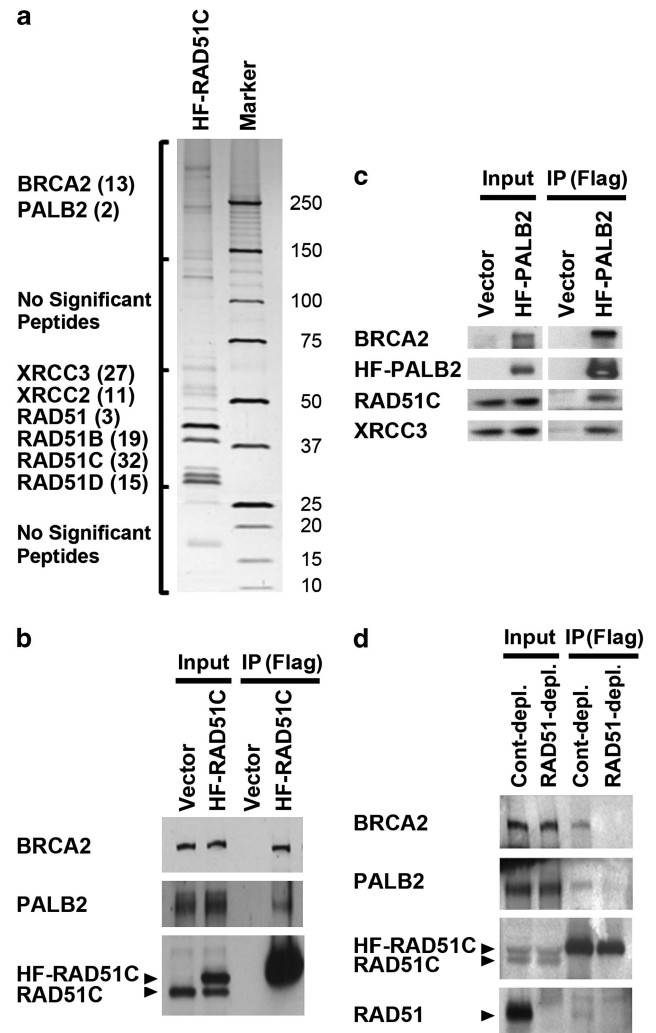 a
HF-RAD51C
Marker
BRCA2 (13)
PALB2 (2)
No Significant
Peptides
XRCC3 (27)
XRCC2 (11)
RAD51 (3)
RAD51B (19)
RAD51C (32)
RAD51D (15)
No Significant
Peptides
250
150
100
75
50
37
25
20
15
10
b
Input IP (Flag)
Vector
HF-RAD51C
Vector
HF-RAD51C
BRCA2
PALB2
HF-RAD51C
RAD51C
c
Input IP (Flag)
Vector
HF-PALB2
Vector
HF-PALB2
BRCA2
HF-PALB2
RAD51C
XRCC3
d
Input IP(Flag)
Cont-depl.
RAD51-depl.
Cont-depl.
RAD51-depl.
BRCA2
PALB2
HF-RAD51C
RAD51C
RAD51